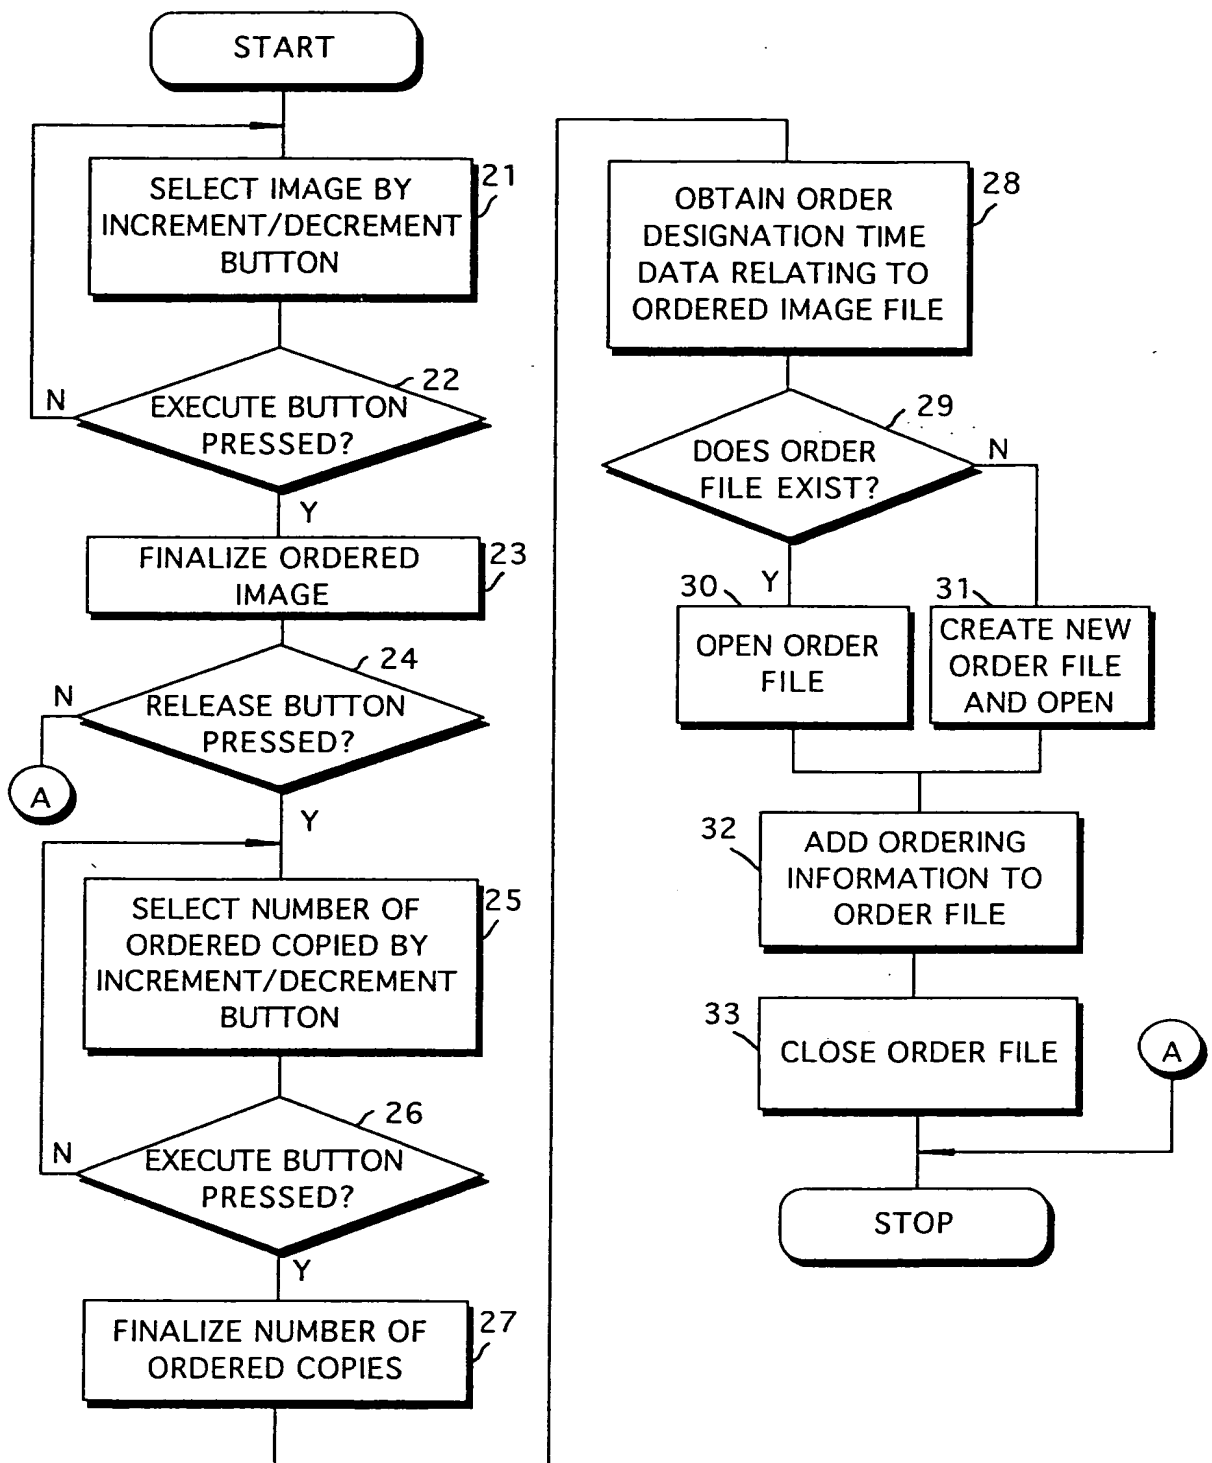 START
SELECT IMAGE BY
INCREMENT/DECREMENT
BUTTON
21
22
EXECUTE BUTTON
PRESSED?
N
Y
FINALIZE ORDERED
IMAGE
23
24
RELEASE BUTTON
PRESSED?
N
A
Y
SELECT NUMBER OF
ORDERED COPIED BY
INCREMENT/DECREMENT
BUTTON
25
26
EXECUTE BUTTON
PRESSED?
N
Y
FINALIZE NUMBER OF
ORDERED COPIES
27
28
OBTAIN ORDER
DESIGNATION TIME
DATA RELATING TO
ORDERED IMAGE FILE
29
DOES ORDER
FILE EXIST?
N
Y
30
OPEN ORDER
FILE
31
CREATE NEW
ORDER FILE
AND OPEN
32
ADD ORDERING
INFORMATION TO
ORDER FILE
33
CLOSE ORDER FILE
A
STOP